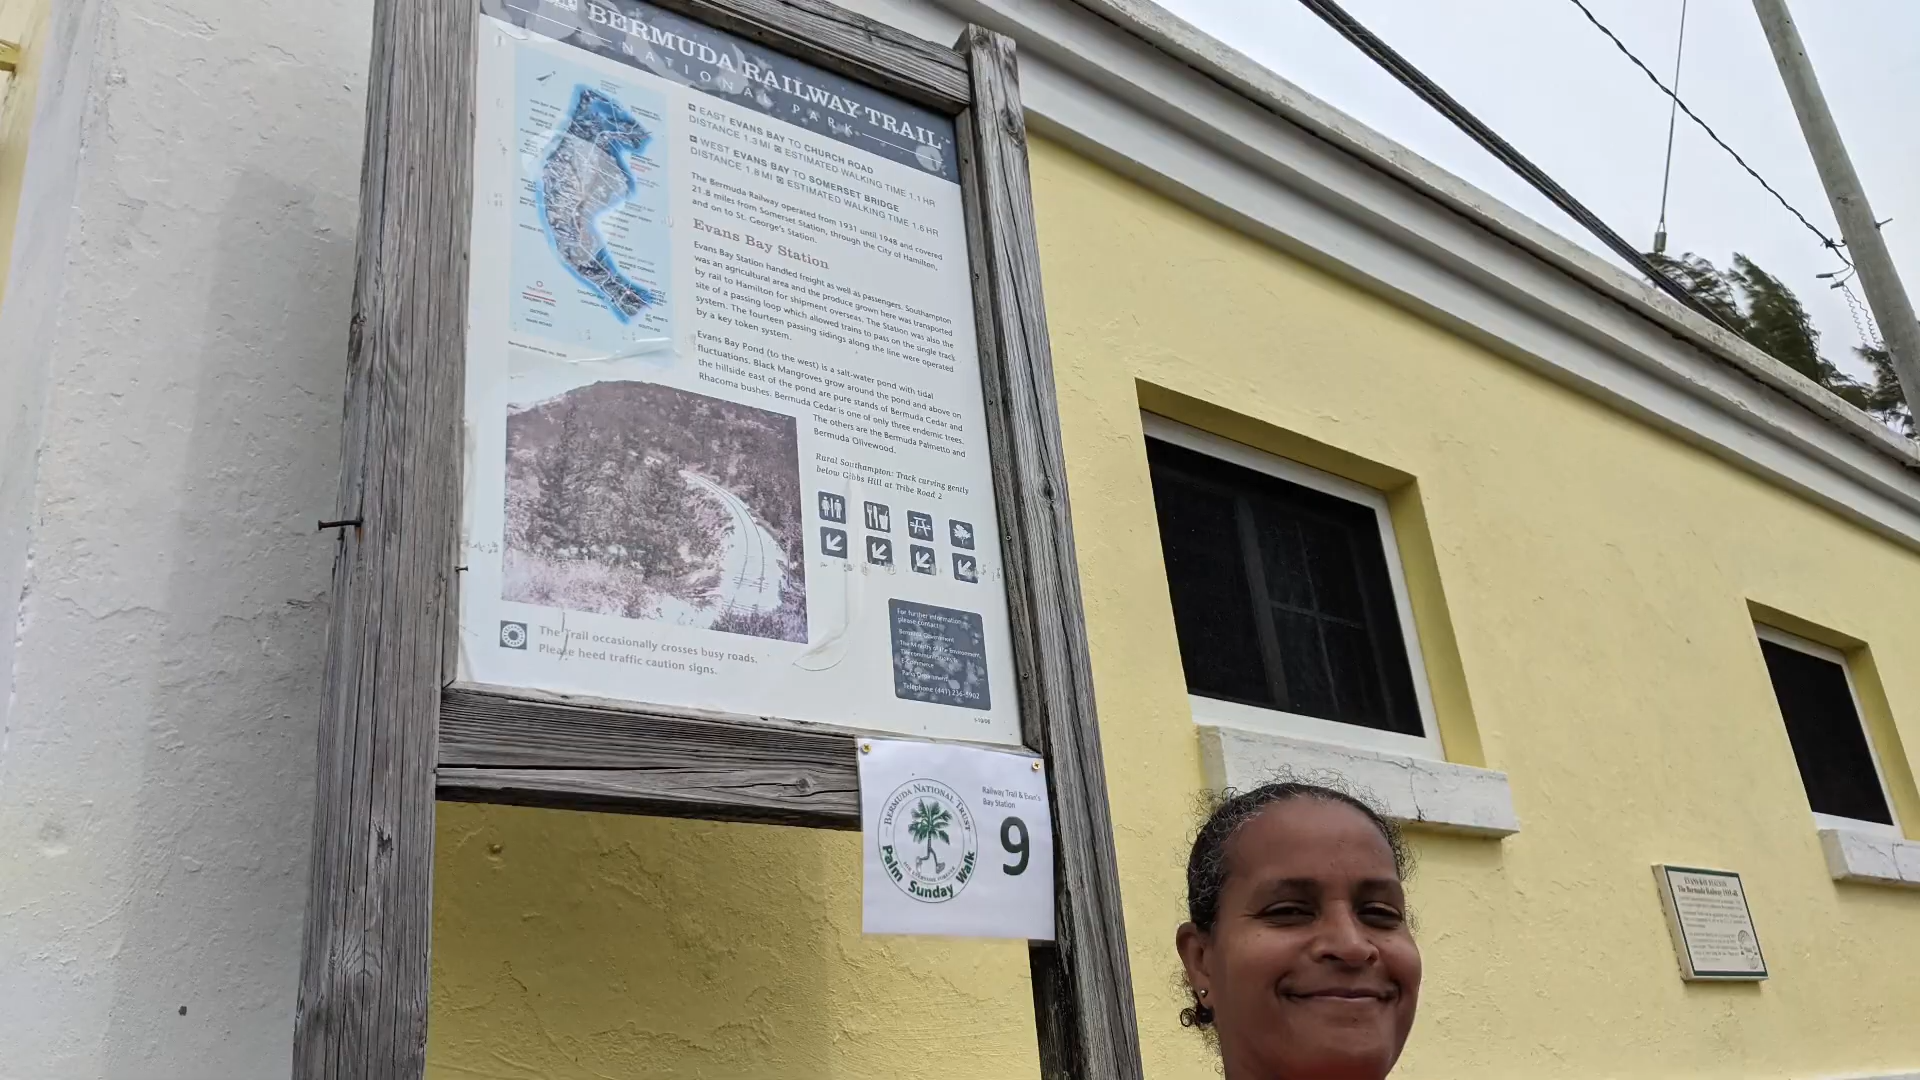 BERMUDA RAILWAY TRAIL
NATIONAL PARK
EAST EVANS BAY TO CHURCH ROAD
DISTANCE 1.3 MI ESTIMATED WALKING TIME 1.1 HR
WEST EVANS BAY TO SOMERSET BRIDGE
DISTANCE 1.8 MI ESTIMATED WALKING TIME 1.6 HR
The Bermuda Railway operated from 1931 until 1948 and covered
21.8 miles from Somerset Station, through the City of Hamilton,
and on to St. George's Station.
Evans Bay Station
Evans Bay Station handled freight as well as passengers. Southampton
was an agricultural area and the produce grown here was transported
by rail to Hamilton for shipment overseas. The Station was also the
site of a passing loop which allowed trains to pass on the single track
system. The fourteen passing sidings along the line were operated
by a key token system.
Evans Bay Pond (to the west) is a salt-water pond with tidal
fluctuations. Black Mangroves grow around the pond and above on
the hillside east of the pond are pure stands of Bermuda Cedar and
Rhacoma bushes. Bermuda Cedar is one of only three endemic trees.
The others are the Bermuda Palmetto and
Bermuda Olivewood.
Rural Southampton: Track curving gently
below Gibbs Hill at Tribe Road 2
The Trail occasionally crosses busy roads.
Please heed traffic caution signs.
For further information
please contact:
Bermuda Government
The Ministry of the Environment,
Telecommunications &
E-Commerce
Parks Department
Telephone (441) 236-5902
BERMUDA NATIONAL TRUST
Palm Sunday Walk
Railway Trail & Evan's
Bay Station
9
EVANS BAY STATION
The Bermuda Railway 1931-48